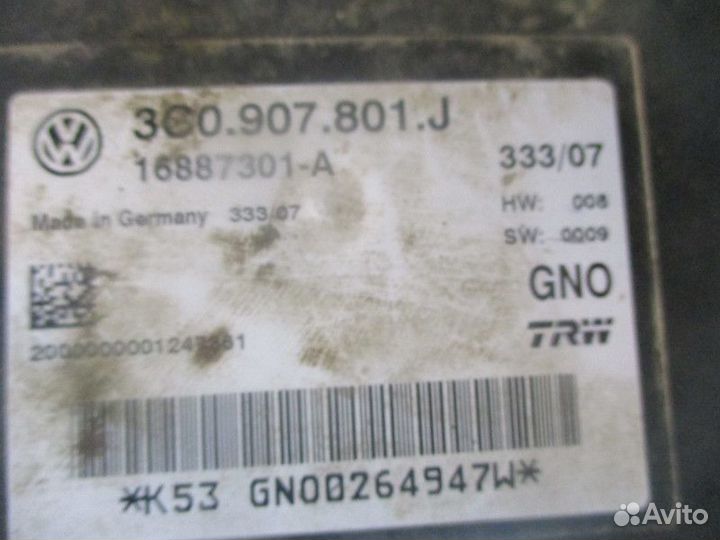 3C0.907.801.J
16887301-A
333/07
Made in Germany 333/07
HW: 008
SW: 0009
GNO
TRW
*K53 GNO0264947W*
Avito